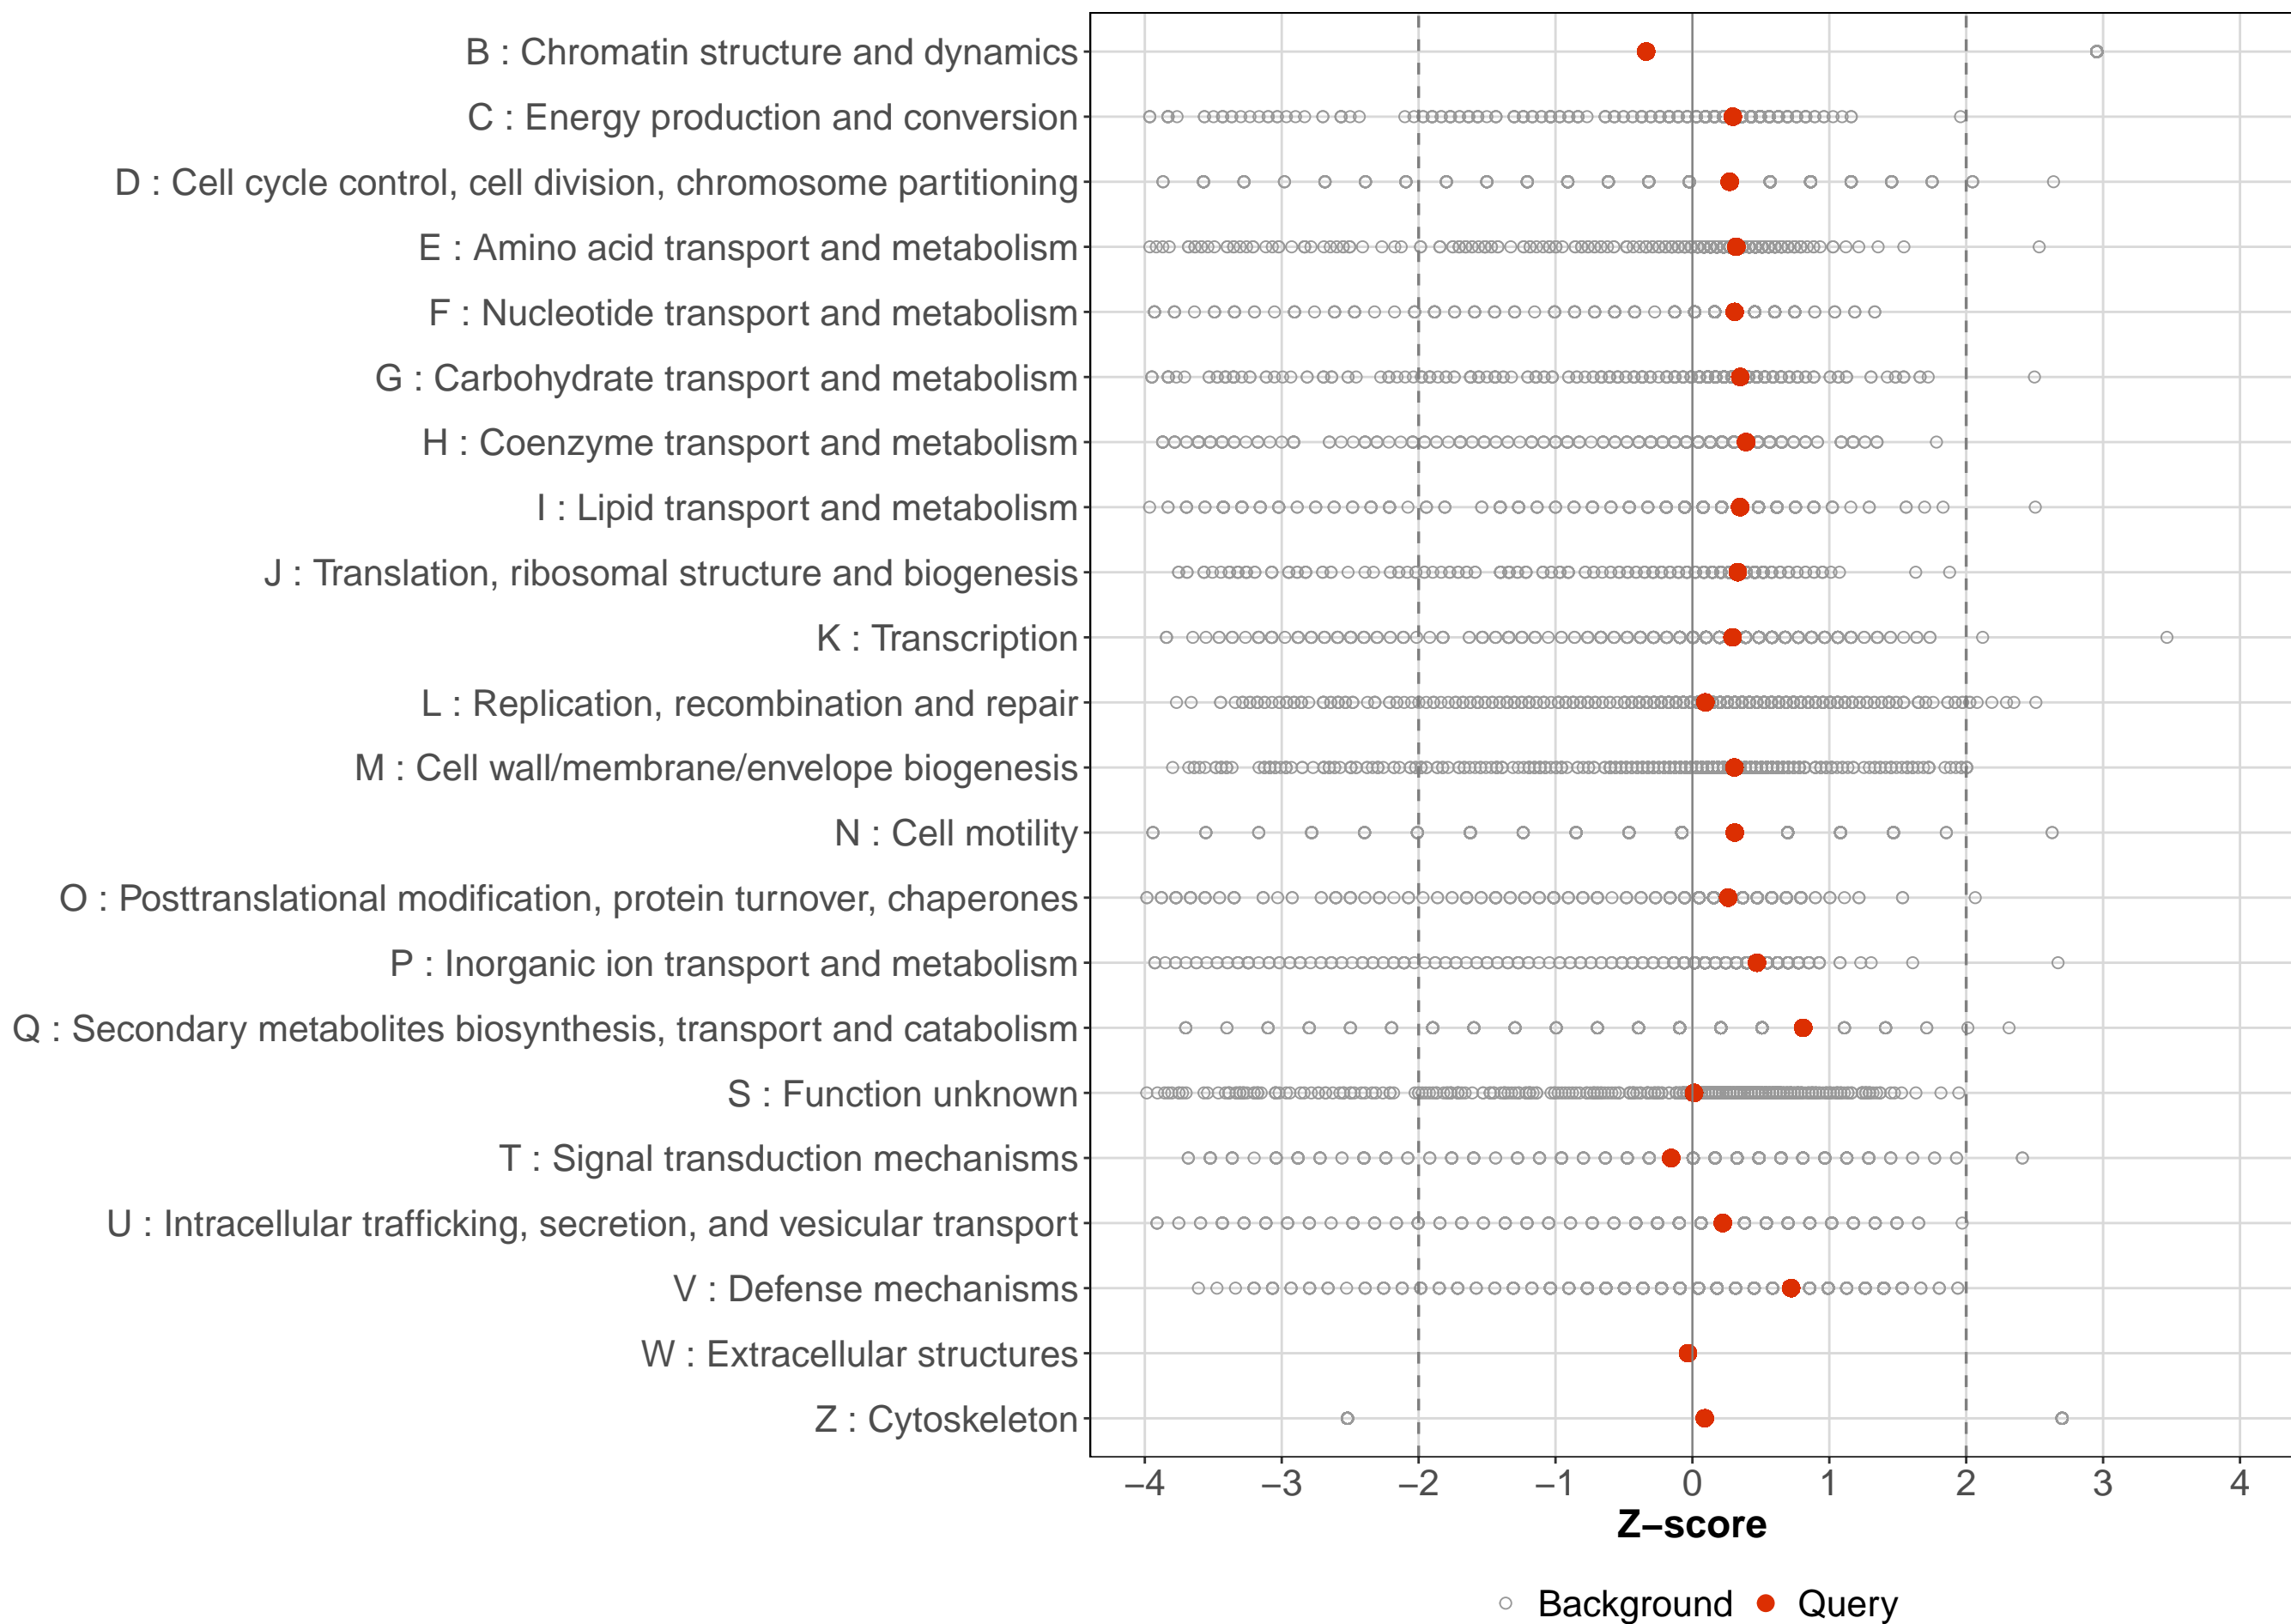 B : Chromatin structure and dynamics
C : Energy production and conversion
D : Cell cycle control, cell division, chromosome partitioning
E : Amino acid transport and metabolism
F : Nucleotide transport and metabolism
G : Carbohydrate transport and metabolism
H : Coenzyme transport and metabolism
I : Lipid transport and metabolism
J : Translation, ribosomal structure and biogenesis
K : Transcription
L : Replication, recombination and repair
M : Cell wall/membrane/envelope biogenesis
N : Cell motility
O : Posttranslational modification, protein turnover, chaperones
P : Inorganic ion transport and metabolism
Q : Secondary metabolites biosynthesis, transport and catabolism
S : Function unknown
T : Signal transduction mechanisms
U : Intracellular trafficking, secretion, and vesicular transport
V : Defense mechanisms
W : Extracellular structures
Z : Cytoskeleton
−4 −3 −2 −1 0 1 2 3 4
Z−score
Background Query